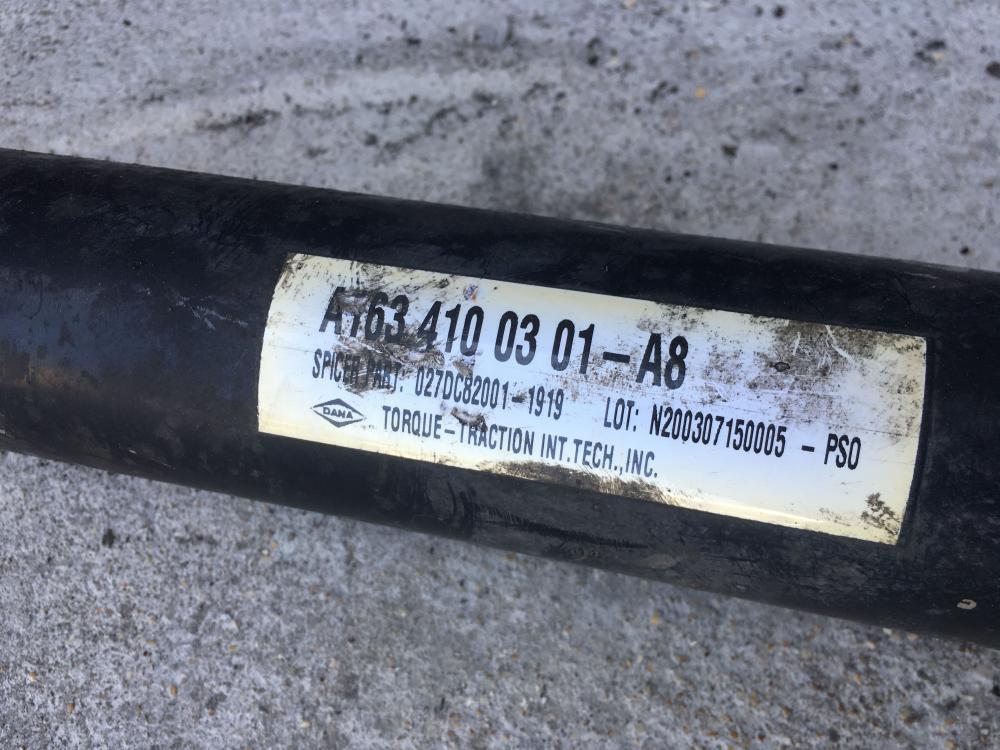 A163 410 03 01-A8
SPICER PART: 027DC82001-1919 LOT: N200307150005 - PSO
DANA TORQUE-TRACTION INT.TECH.,INC.